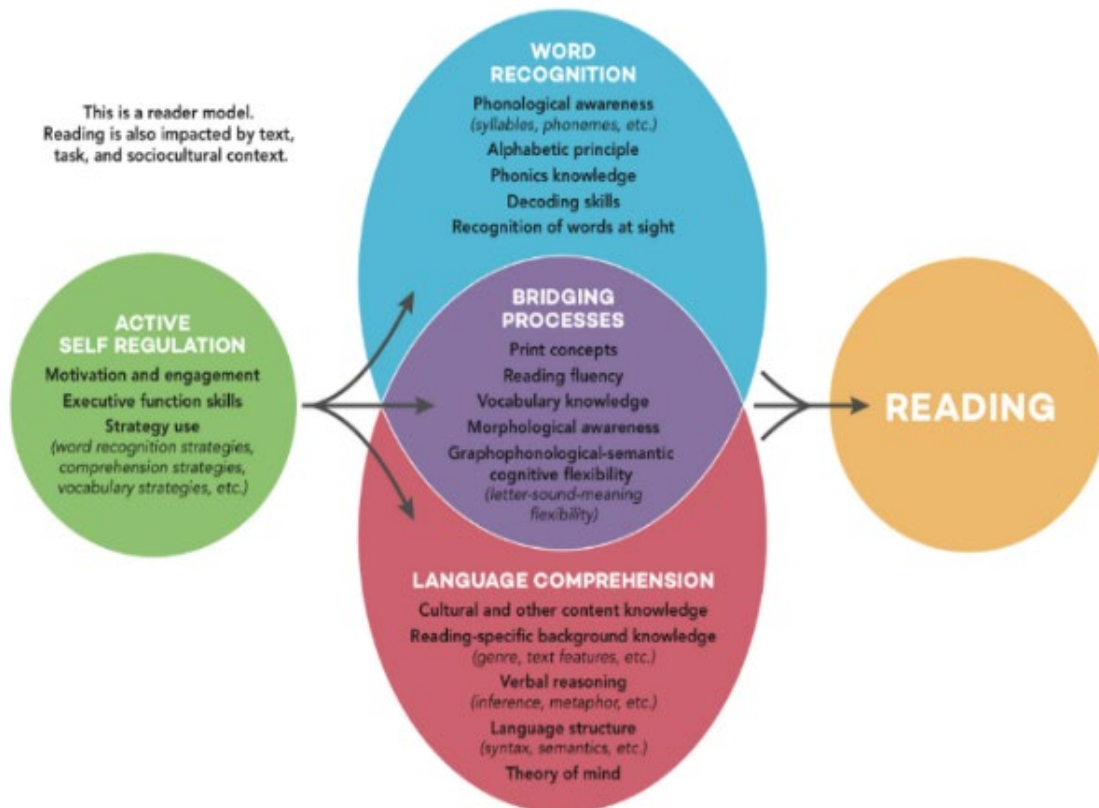 This is a reader model.
Reading is also impacted by text,
task, and sociocultural context.
ACTIVE
SELF REGULATION
Motivation and engagement
Executive function skills
Strategy use
(word recognition strategies,
comprehension strategies,
vocabulary strategies, etc.)
WORD
RECOGNITION
Phonological awareness
(syllables, phonemes, etc.)
Alphabetic principle
Phonics knowledge
Decoding skills
Recognition of words at sight
BRIDGING
PROCESSES
Print concepts
Reading fluency
Vocabulary knowledge
Morphological awareness
Graphophonological-semantic
cognitive flexibility
(letter-sound-meaning
flexibility)
LANGUAGE COMPREHENSION
Cultural and other content knowledge
Reading-specific background knowledge
(genre, text features, etc.)
Verbal reasoning
(inference, metaphor, etc.)
Language structure
(syntax, semantics, etc.)
Theory of mind
READING